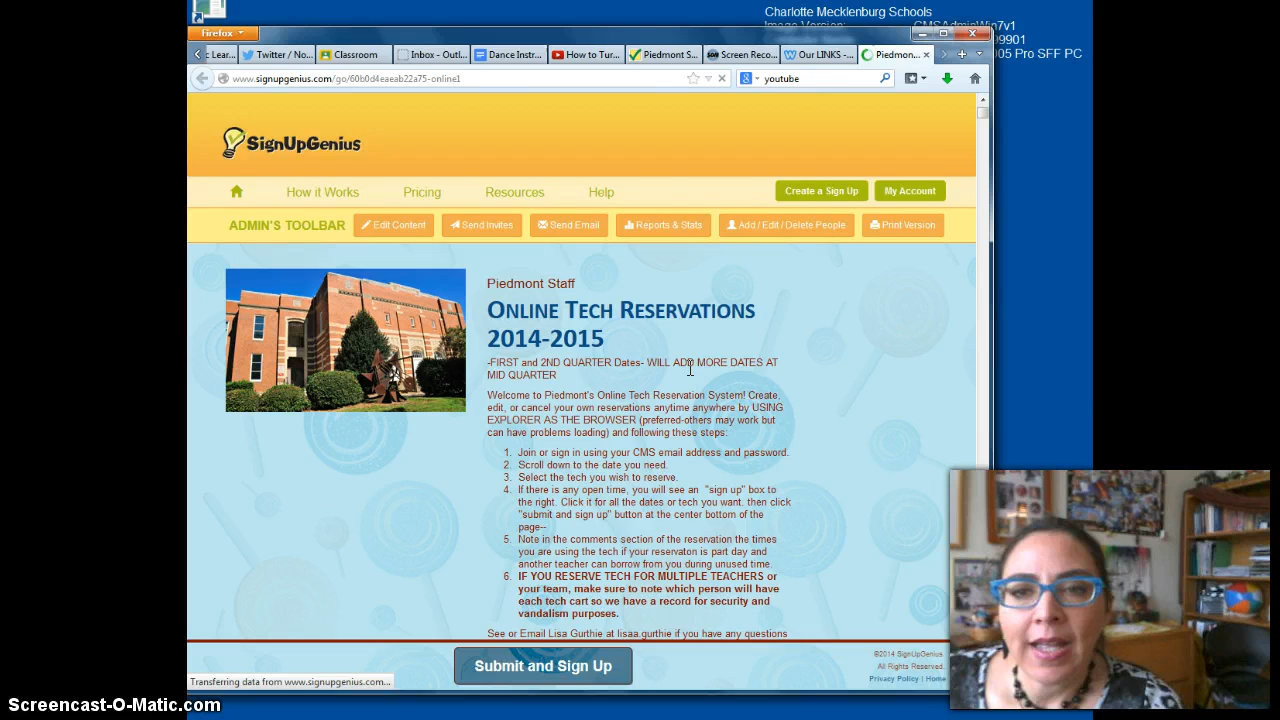 Charlotte Mecklenburg Schools
Image Version:
CMSAdminWin7v1
Firefox
9901
c Lear...
Twitter / No...
Classroom
Inbox - Outl...
Dance Instr...
How to Tur...
Piedmont S...
Screen Reco...
Our LINKS -...
Piedmon...
005 Pro SFF PC
www.signupgenius.com/go/60b0d4eaeab22a75-online1
youtube
SignUpGenius
How it Works
Pricing
Resources
Help
Create a Sign Up
My Account
ADMIN'S TOOLBAR
Edit Content
Send Invites
Send Email
Reports & Stats
Add / Edit / Delete People
Print Version
Piedmont Staff
ONLINE TECH RESERVATIONS
2014-2015
-FIRST and 2ND QUARTER Dates- WILL ADD MORE DATES AT
MID QUARTER
Welcome to Piedmont's Online Tech Reservation System! Create,
edit, or cancel your own reservations anytime anywhere by USING
EXPLORER AS THE BROWSER (preferred-others may work but
can have problems loading) and following these steps:
1. Join or sign in using your CMS email address and password.
2. Scroll down to the date you need.
3. Select the tech you wish to reserve.
4. If there is any open time, you will see an "sign up" box to
the right. Click it for all the dates or tech you want, then click
"submit and sign up" button at the center bottom of the
page--
5. Note in the comments section of the reservation the times
you are using the tech if your reservaton is part day and
another teacher can borrow from you during unused time.
6. IF YOU RESERVE TECH FOR MULTIPLE TEACHERS or
your team, make sure to note which person will have
each tech cart so we have a record for security and
vandalism purposes.
See or Email Lisa Gurthie at lisaa.gurthie if you have any questions
Submit and Sign Up
©2014 SignUpGenius
All Rights Reserved.
Privacy Policy | Home
Transferring data from www.signupgenius.com...
Screencast-O-Matic.com